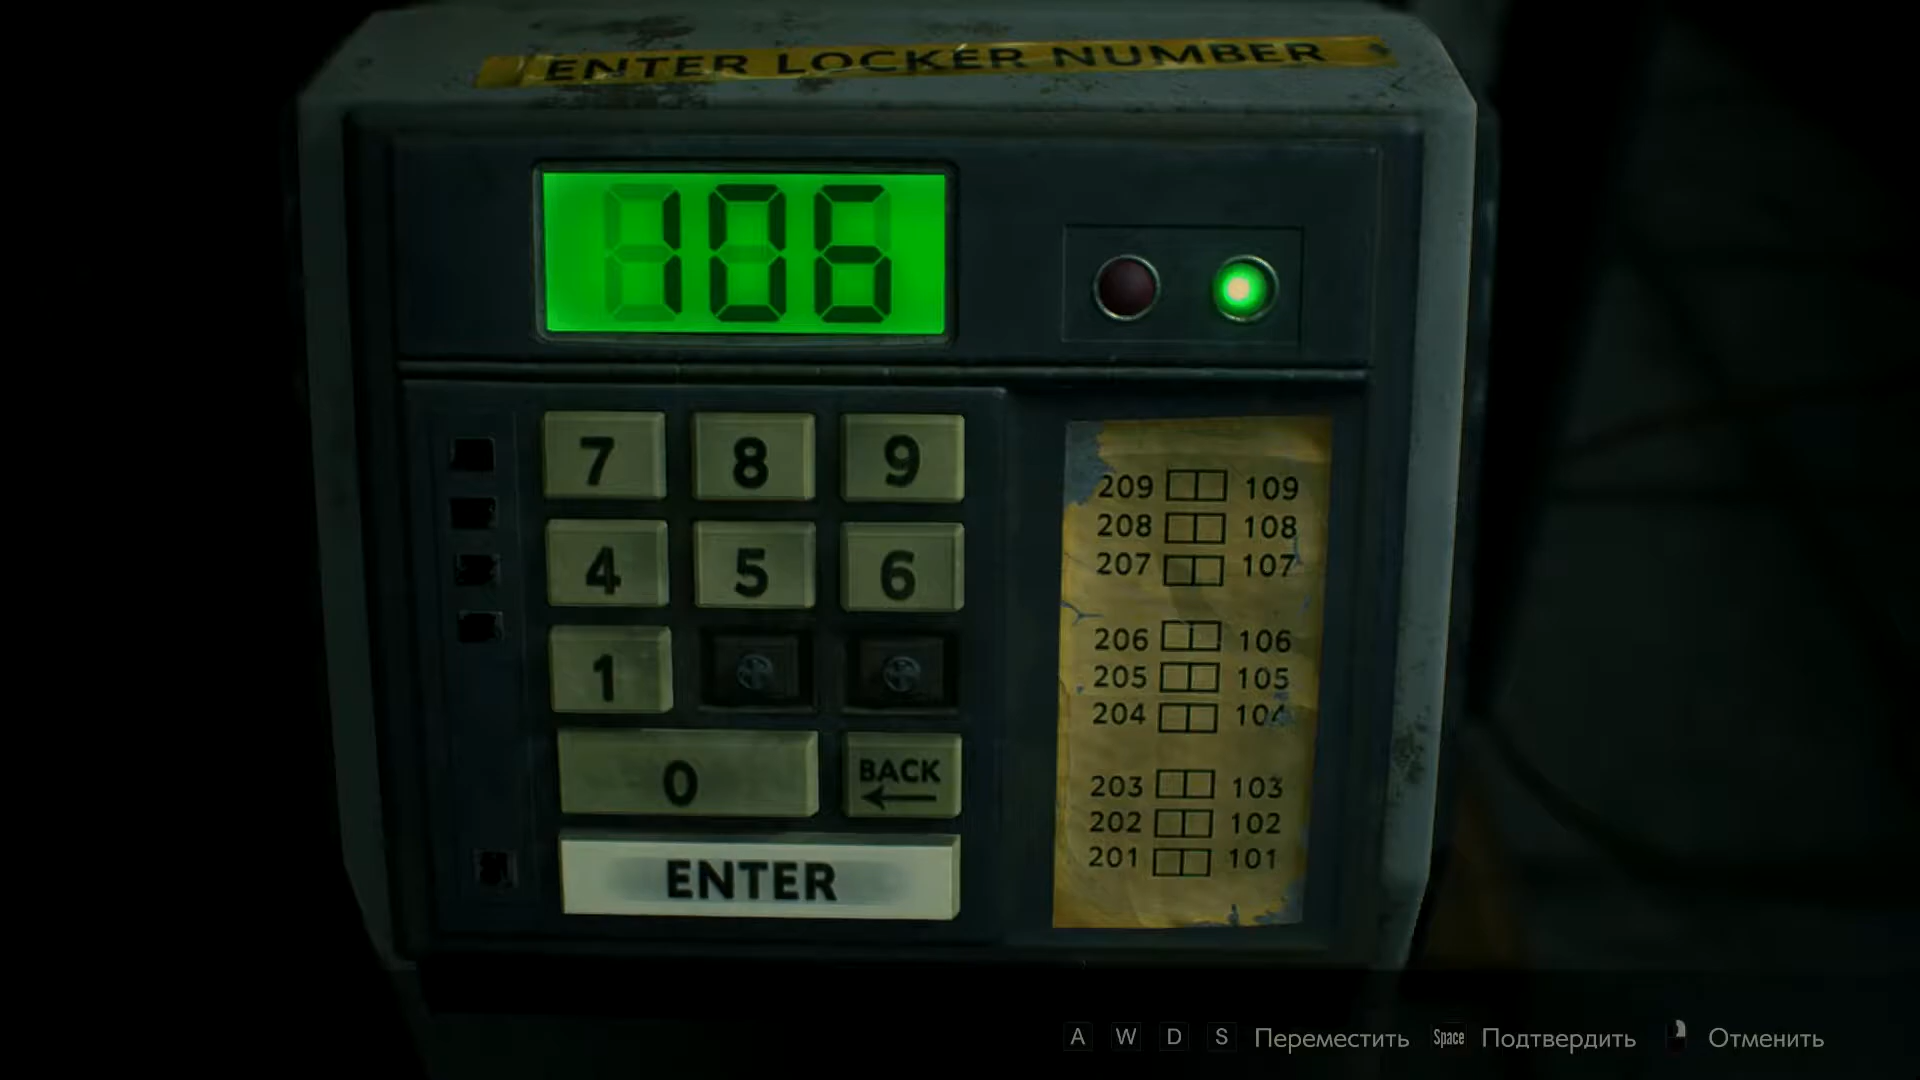 ENTER LOCKER NUMBER
106
7 8 9
4 5 6
1
0 BACK
ENTER
209 109
208 108
207 107
206 106
205 105
204 104
203 103
202 102
201 101
A W D S Переместить Space Подтвердить Отменить